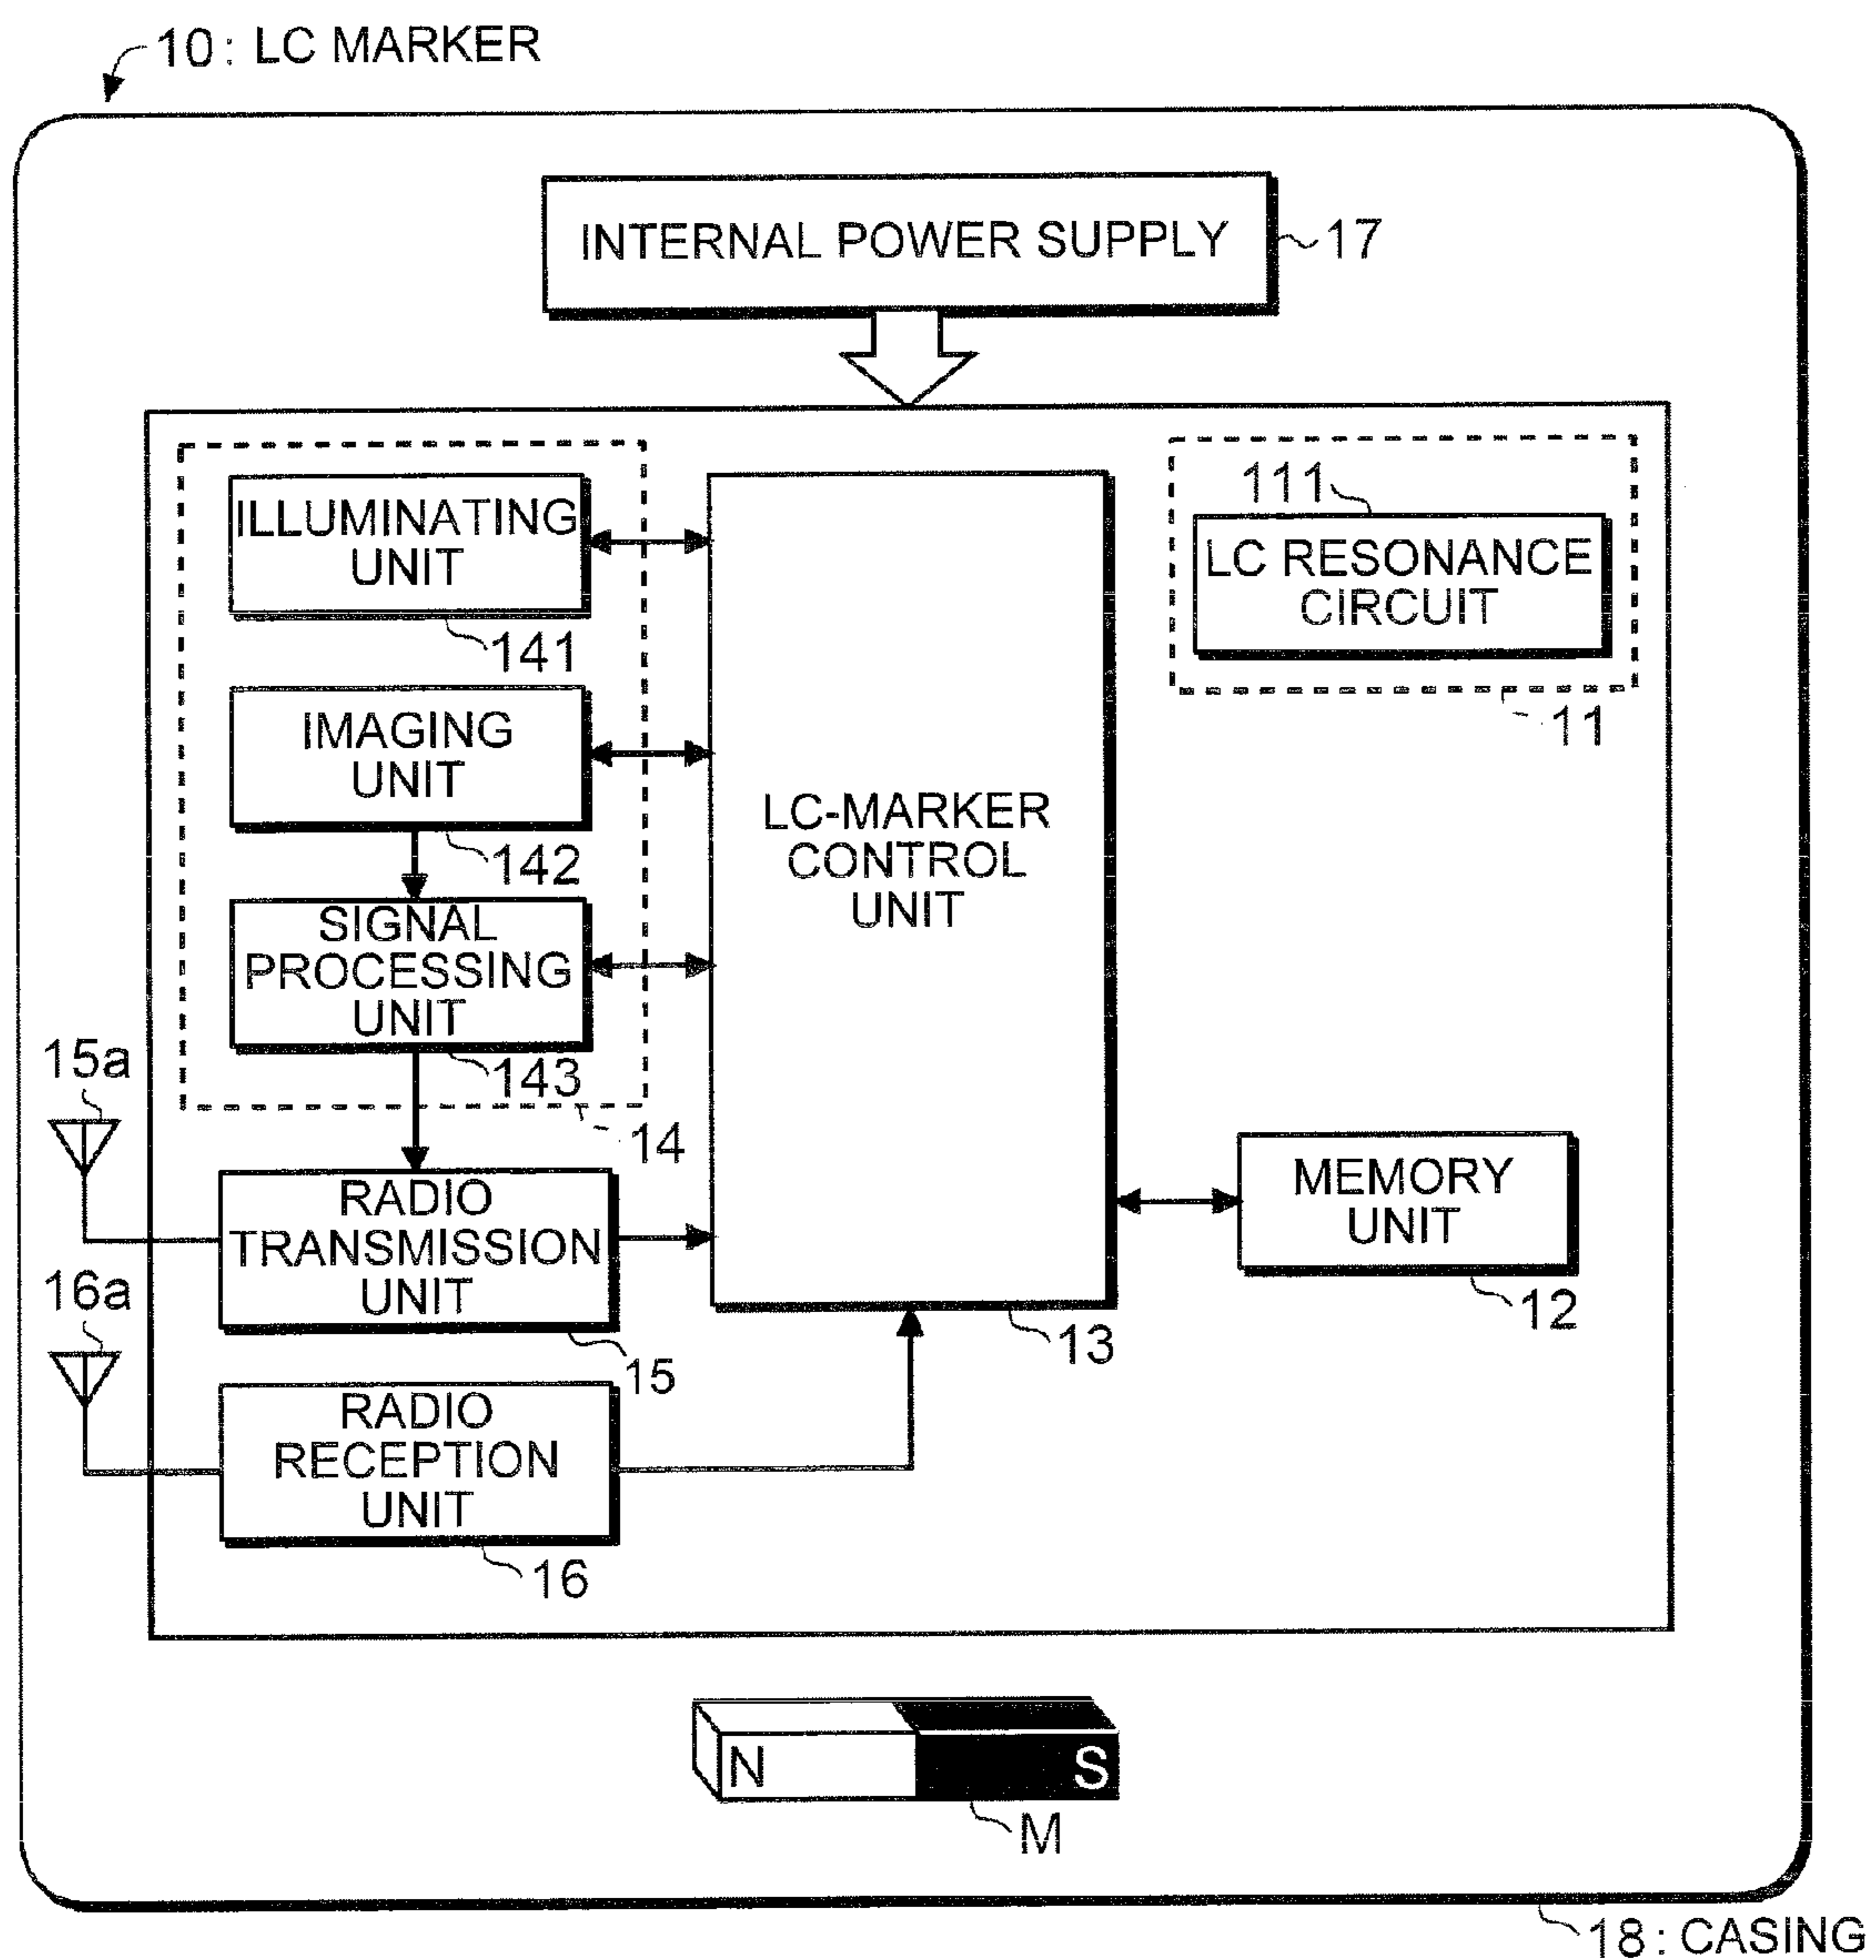 10: LC MARKER
INTERNAL POWER SUPPLY
17
ILLUMINATING
UNIT
141
IMAGING
UNIT
142
SIGNAL
PROCESSING
UNIT
143
14
LC-MARKER
CONTROL
UNIT
13
111
LC RESONANCE
CIRCUIT
11
15a
RADIO
TRANSMISSION
UNIT
15
MEMORY
UNIT
12
16a
RADIO
RECEPTION
UNIT
16
N
S
M
18: CASING